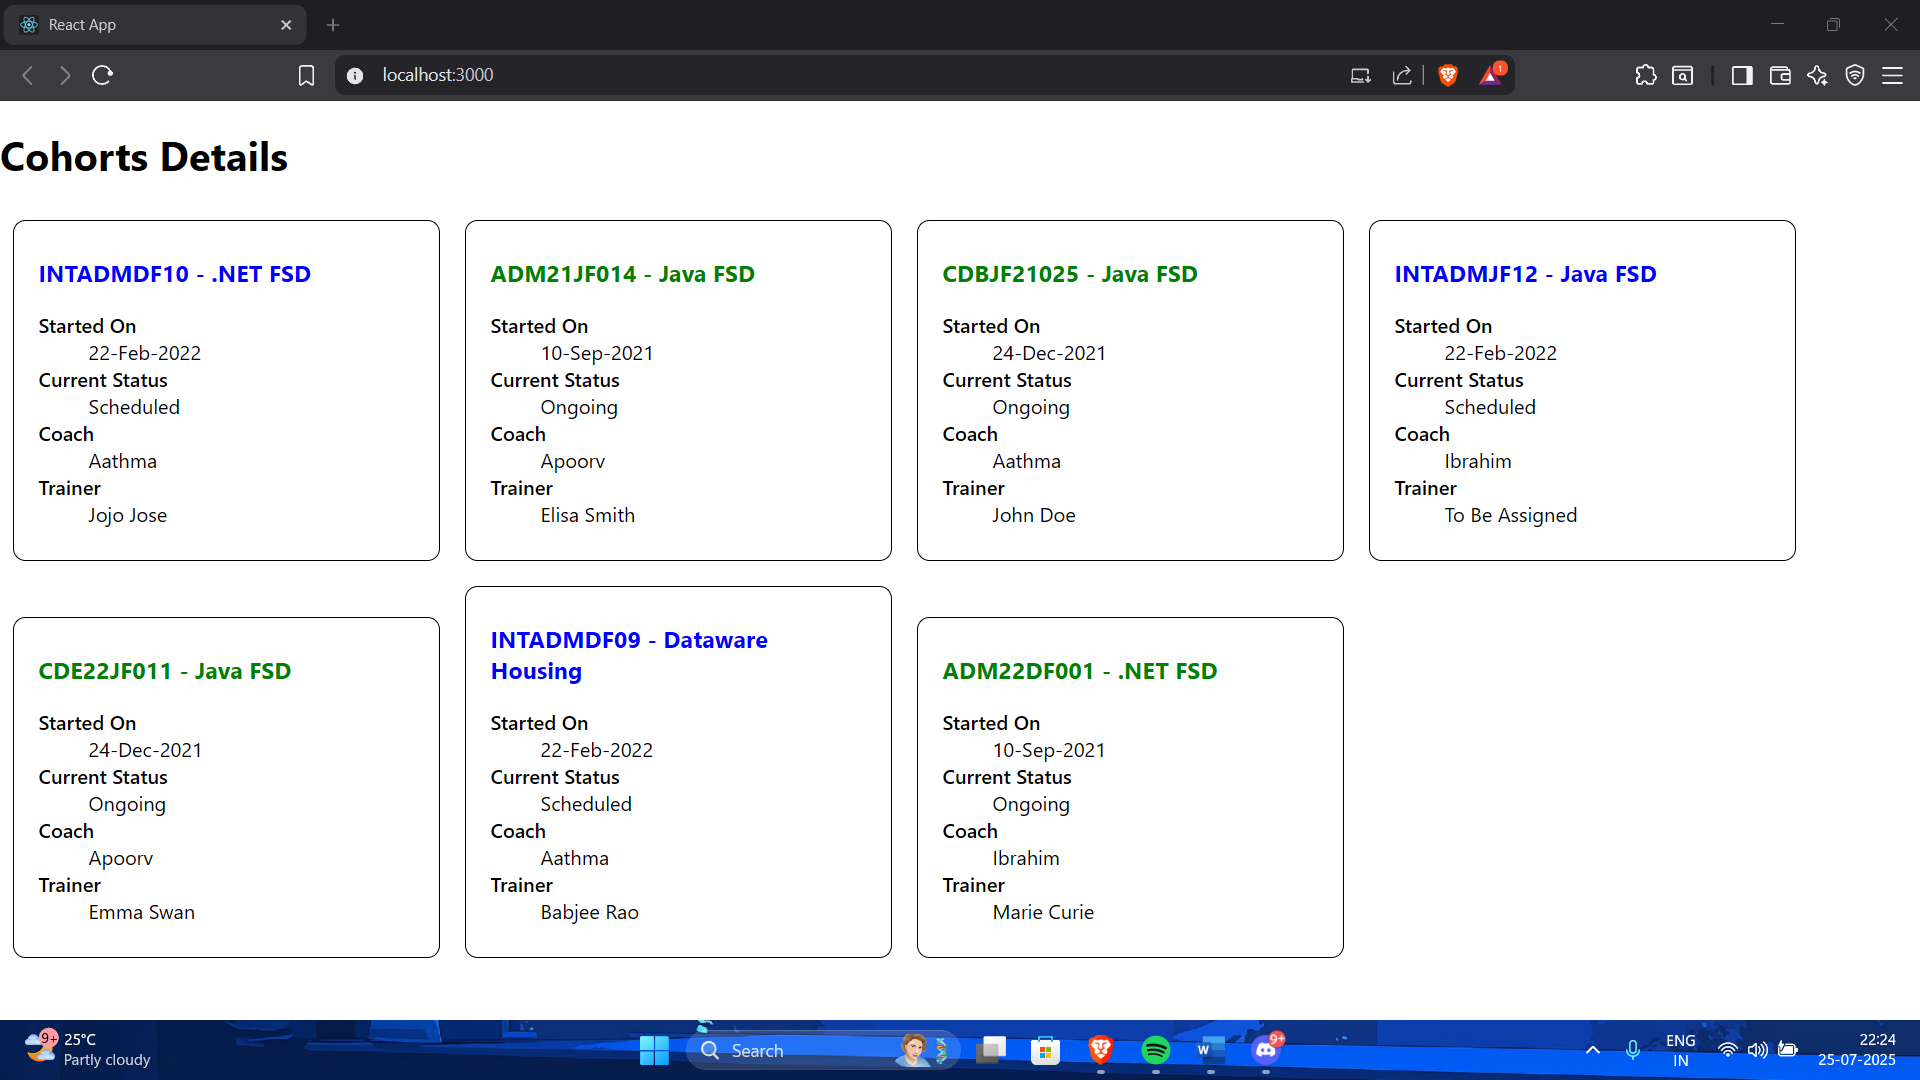 React App
localhost:3000
1
Cohorts Details
INTADMDF10 - .NET FSD
Started On
22-Feb-2022
Current Status
Scheduled
Coach
Aathma
Trainer
Jojo Jose
ADM21JF014 - Java FSD
Started On
10-Sep-2021
Current Status
Ongoing
Coach
Apoorv
Trainer
Elisa Smith
CDBJF21025 - Java FSD
Started On
24-Dec-2021
Current Status
Ongoing
Coach
Aathma
Trainer
John Doe
INTADMJF12 - Java FSD
Started On
22-Feb-2022
Current Status
Scheduled
Coach
Ibrahim
Trainer
To Be Assigned
CDE22JF011 - Java FSD
Started On
24-Dec-2021
Current Status
Ongoing
Coach
Apoorv
Trainer
Emma Swan
INTADMDF09 - Dataware
Housing
Started On
22-Feb-2022
Current Status
Scheduled
Coach
Aathma
Trainer
Babjee Rao
ADM22DF001 - .NET FSD
Started On
10-Sep-2021
Current Status
Ongoing
Coach
Ibrahim
Trainer
Marie Curie
9+
25°C
Partly cloudy
Search
W
9+
ENG
IN
22:24
25-07-2025